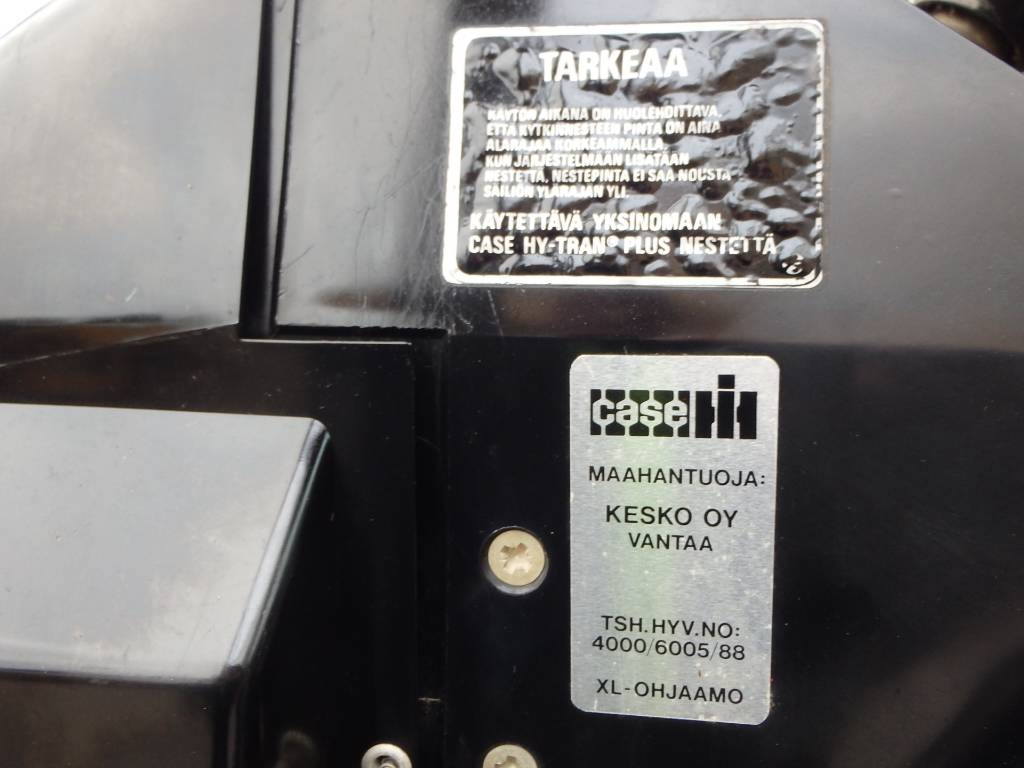 TÄRKEÄÄ
KÄYTÖN AIKANA ON HUOLEHDITTAVA,
ETTÄ KYTKINNESTEEN PINTA ON AINA
ALARAJAA KORKEAMMALLA.
KUN JÄRJESTELMÄÄN LISÄTÄÄN
NESTETTÄ, NESTEPINTA EI SAA NOUSTA
SÄILIÖN YLÄRAJAN YLI.
KÄYTETTÄVÄ YKSINOMAAN
CASE HY-TRAN® PLUS NESTETTÄ
case IH
MAAHANTUOJA:
KESKO OY
VANTAA
TSH.HYV.NO:
4000/6005/88
XL-OHJAAMO